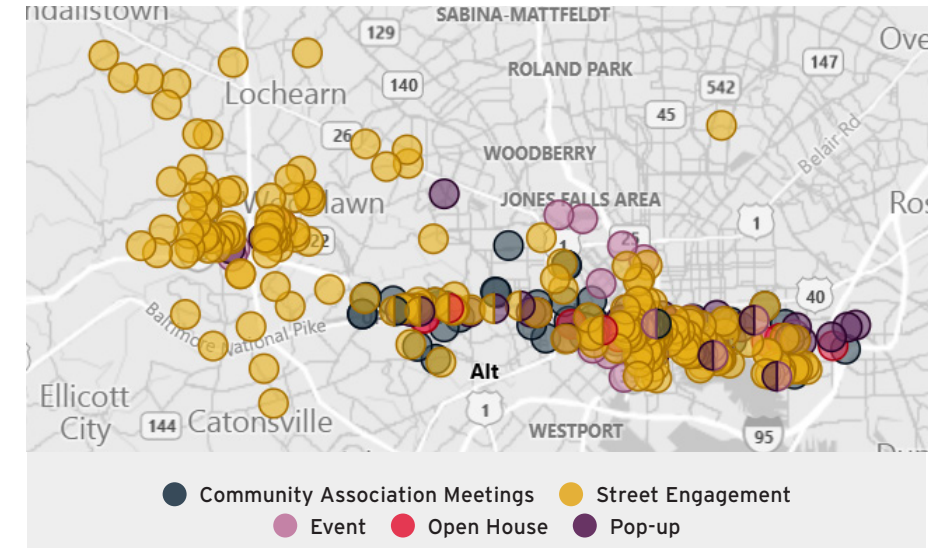 ndallstown
SABINA-MATTFELDT
129
Ove
147
ROLAND PARK
140
542
Lochearn
45
26
Belair Rd
WOODBERRY
JONES FALLS AREA
Ros
1
25
1
22
40
Baltimore National Pike
Alt
1
Ellicott
City
144
Catonsville
WESTPORT
95
Community Association Meetings
Street Engagement
Event
Open House
Pop-up